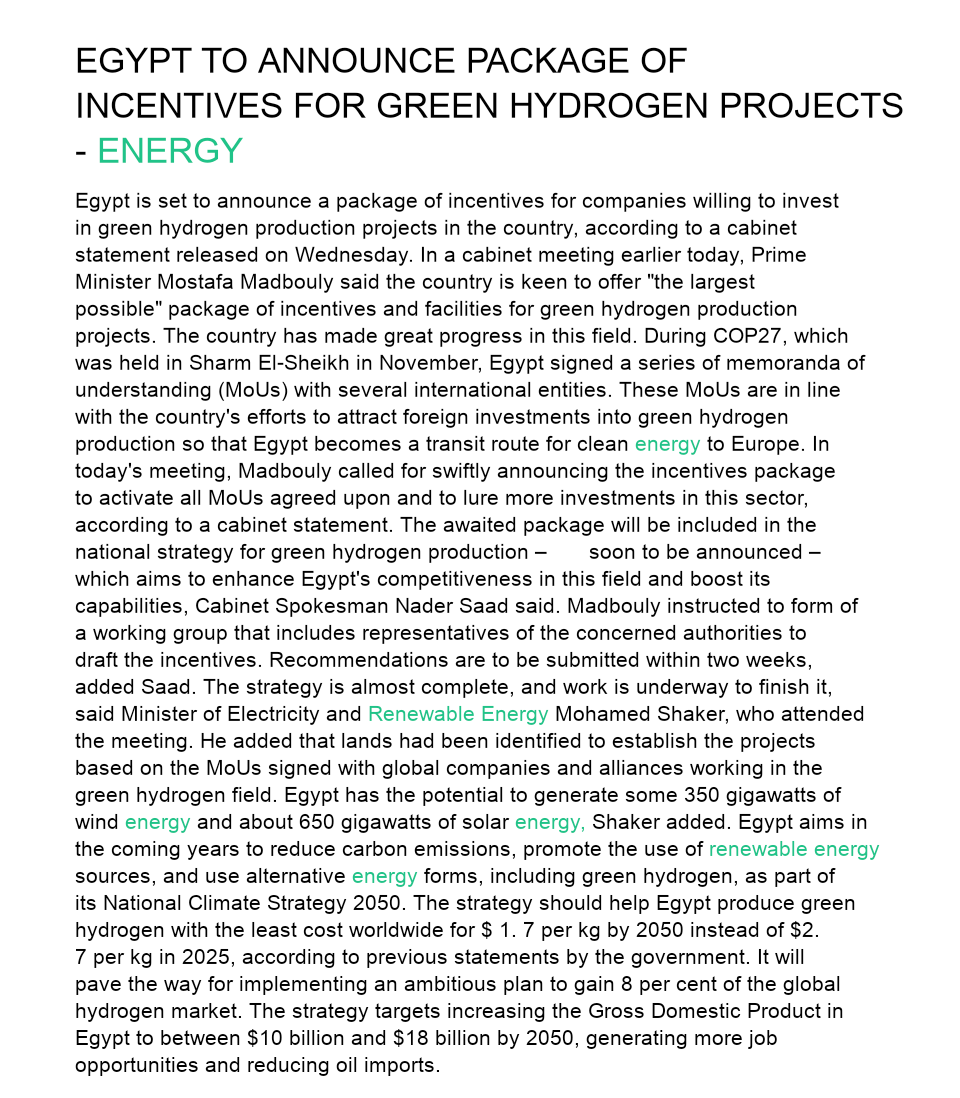 EGYPT TO ANNOUNCE PACKAGE OF
INCENTIVES FOR GREEN HYDROGEN PROJECTS
- ENERGY
Egypt is set to announce a package of incentives for companies willing to invest
in green hydrogen production projects in the country, according to a cabinet
statement released on Wednesday. In a cabinet meeting earlier today, Prime
Minister Mostafa Madbouly said the country is keen to offer "the largest
possible" package of incentives and facilities for green hydrogen production
projects. The country has made great progress in this field. During COP27, which
was held in Sharm El-Sheikh in November, Egypt signed a series of memoranda of
understanding (MoUs) with several international entities. These MoUs are in line
with the country's efforts to attract foreign investments into green hydrogen
production so that Egypt becomes a transit route for clean energy to Europe. In
today's meeting, Madbouly called for swiftly announcing the incentives package
to activate all MoUs agreed upon and to lure more investments in this sector,
according to a cabinet statement. The awaited package will be included in the
national strategy for green hydrogen production – soon to be announced –
which aims to enhance Egypt's competitiveness in this field and boost its
capabilities, Cabinet Spokesman Nader Saad said. Madbouly instructed to form of
a working group that includes representatives of the concerned authorities to
draft the incentives. Recommendations are to be submitted within two weeks,
added Saad. The strategy is almost complete, and work is underway to finish it,
said Minister of Electricity and Renewable Energy Mohamed Shaker, who attended
the meeting. He added that lands had been identified to establish the projects
based on the MoUs signed with global companies and alliances working in the
green hydrogen field. Egypt has the potential to generate some 350 gigawatts of
wind energy and about 650 gigawatts of solar energy, Shaker added. Egypt aims in
the coming years to reduce carbon emissions, promote the use of renewable energy
sources, and use alternative energy forms, including green hydrogen, as part of
its National Climate Strategy 2050. The strategy should help Egypt produce green
hydrogen with the least cost worldwide for $ 1. 7 per kg by 2050 instead of $2.
7 per kg in 2025, according to previous statements by the government. It will
pave the way for implementing an ambitious plan to gain 8 per cent of the global
hydrogen market. The strategy targets increasing the Gross Domestic Product in
Egypt to between $10 billion and $18 billion by 2050, generating more job
opportunities and reducing oil imports.